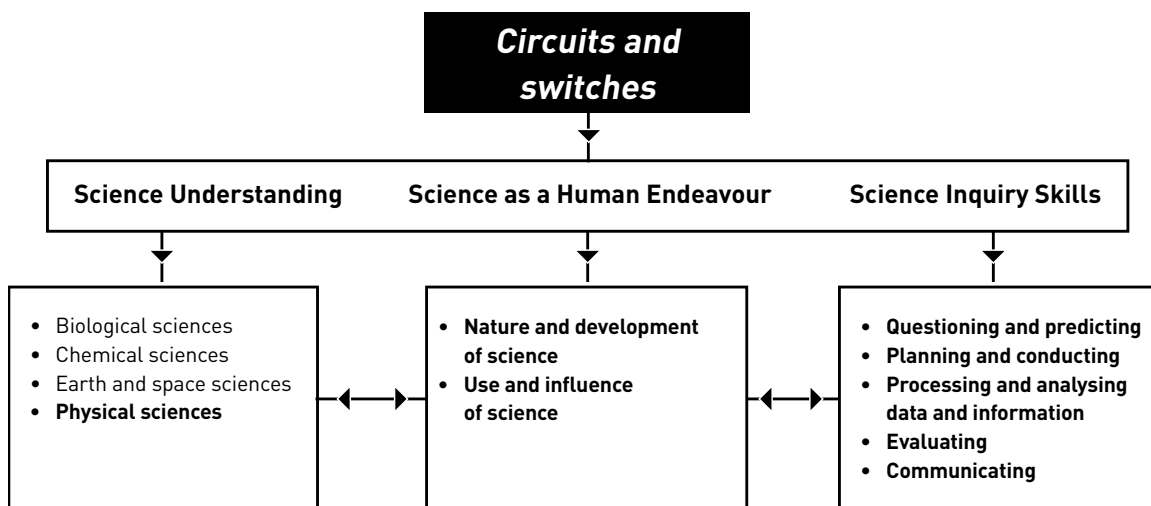 Circuits and
switches
Science Understanding
Science as a Human Endeavour
Science Inquiry Skills
• Biological sciences
• Chemical sciences
• Earth and space sciences
• Physical sciences
• Nature and development
of science
• Use and influence
of science
• Questioning and predicting
• Planning and conducting
• Processing and analysing
data and information
• Evaluating
• Communicating